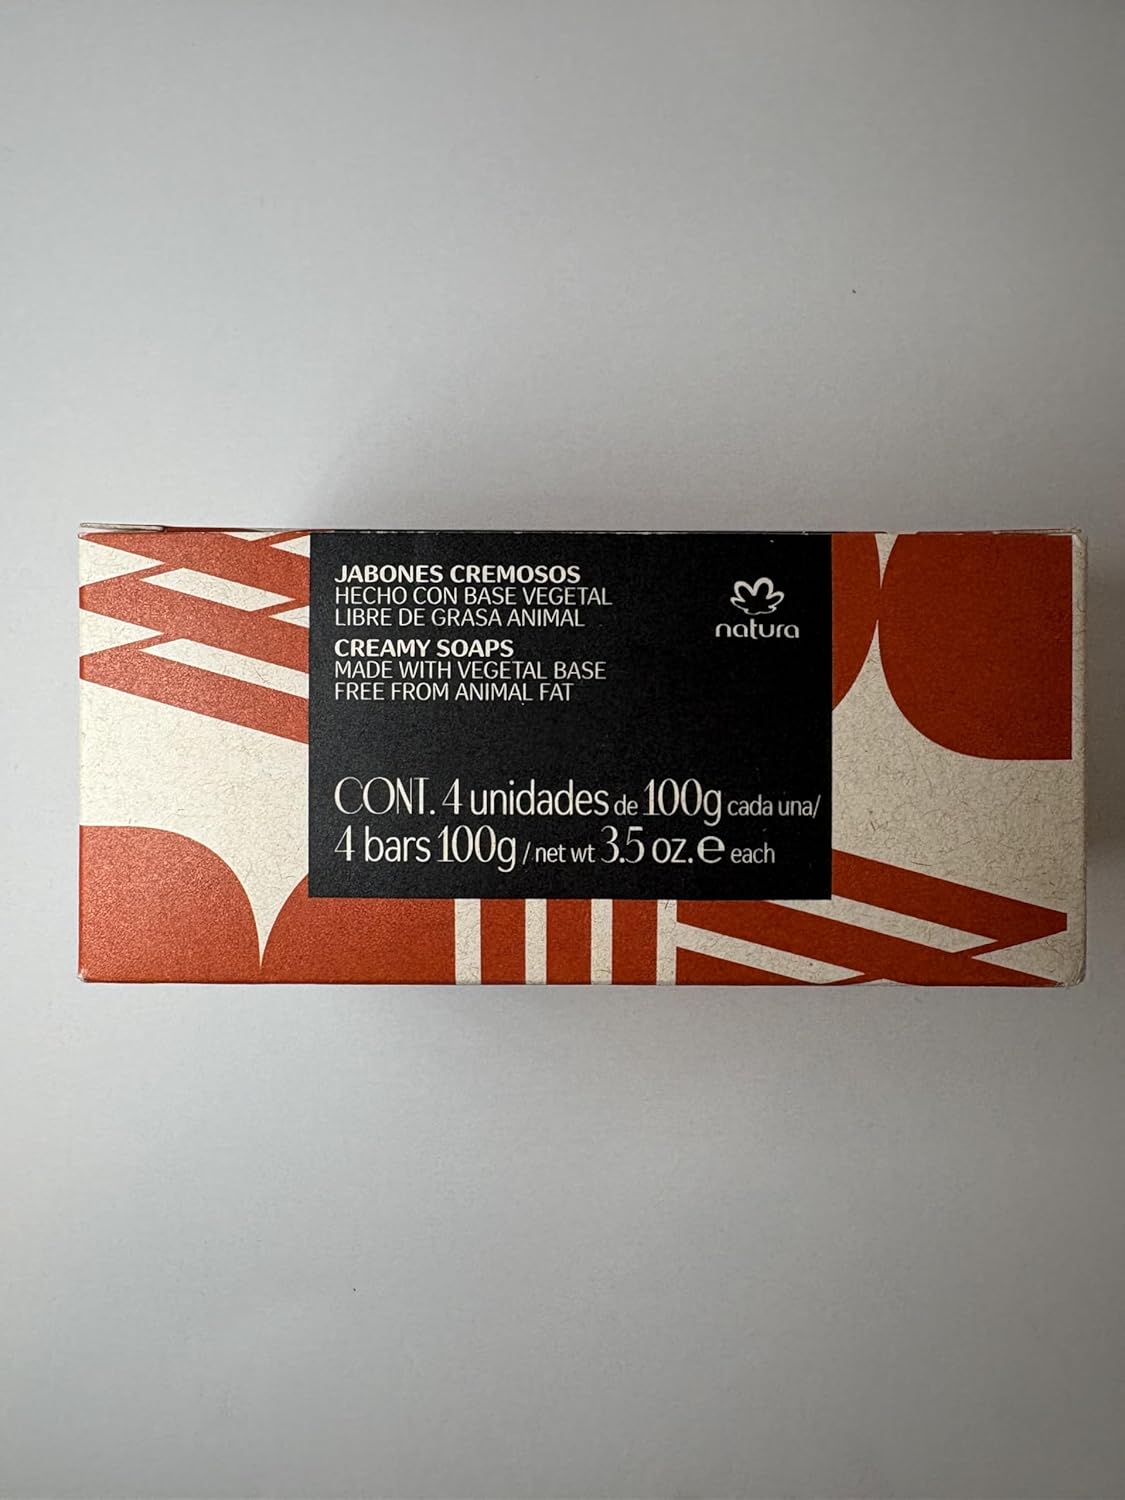 JABONES CREMOSOS
HECHO CON BASE VEGETAL
LIBRE DE GRASA ANIMAL
CREAMY SOAPS
MADE WITH VEGETAL BASE
FREE FROM ANIMAL FAT
natura
CONT. 4 unidades de 100g cada una/
4 bars 100g / net wt 3.5 oz. ℮ each